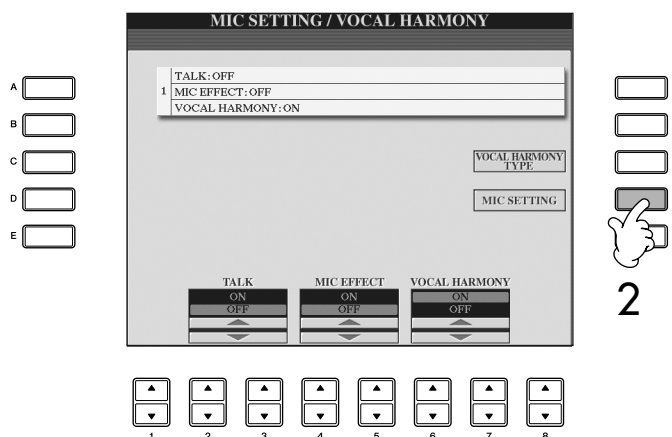 MIC SETTING / VOCAL HARMONY
TALK:OFF
1 MIC EFFECT:OFF
VOCAL HARMONY:ON
A
B
C
D
E
VOCAL HARMONY
TYPE
MIC SETTING
2
TALK MIC EFFECT VOCAL HARMONY
ON ON ON
OFF OFF OFF
1 2 3 4 5 6 7 8